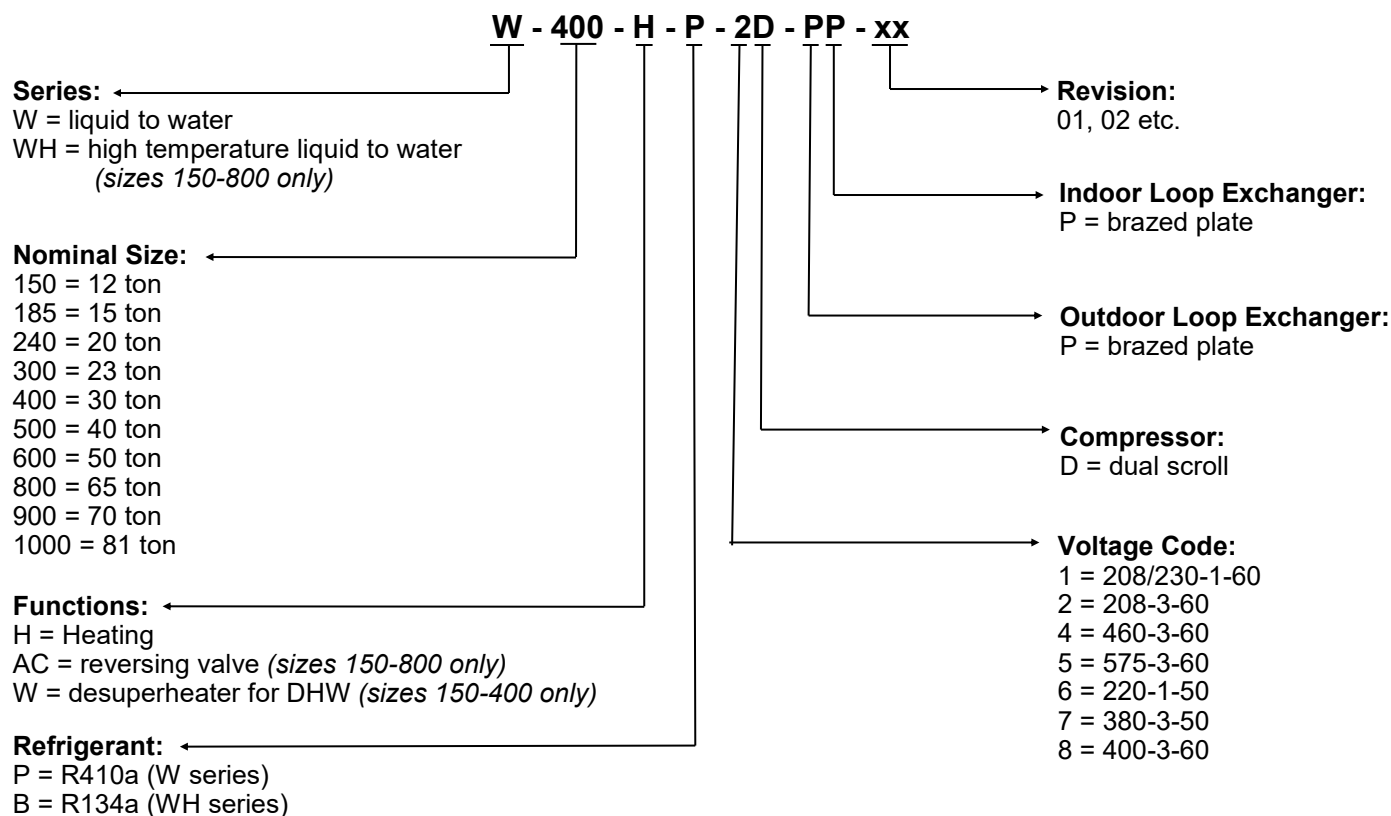 W - 400 - H - P - 2D - PP - xx
Series:
W = liquid to water
WH = high temperature liquid to water
(sizes 150-800 only)
Nominal Size:
150 = 12 ton
185 = 15 ton
240 = 20 ton
300 = 23 ton
400 = 30 ton
500 = 40 ton
600 = 50 ton
800 = 65 ton
900 = 70 ton
1000 = 81 ton
Functions:
H = Heating
AC = reversing valve (sizes 150-800 only)
W = desuperheater for DHW (sizes 150-400 only)
Refrigerant:
P = R410a (W series)
B = R134a (WH series)
Revision:
01, 02 etc.
Indoor Loop Exchanger:
P = brazed plate
Outdoor Loop Exchanger:
P = brazed plate
Compressor:
D = dual scroll
Voltage Code:
1 = 208/230-1-60
2 = 208-3-60
4 = 460-3-60
5 = 575-3-60
6 = 220-1-50
7 = 380-3-50
8 = 400-3-60